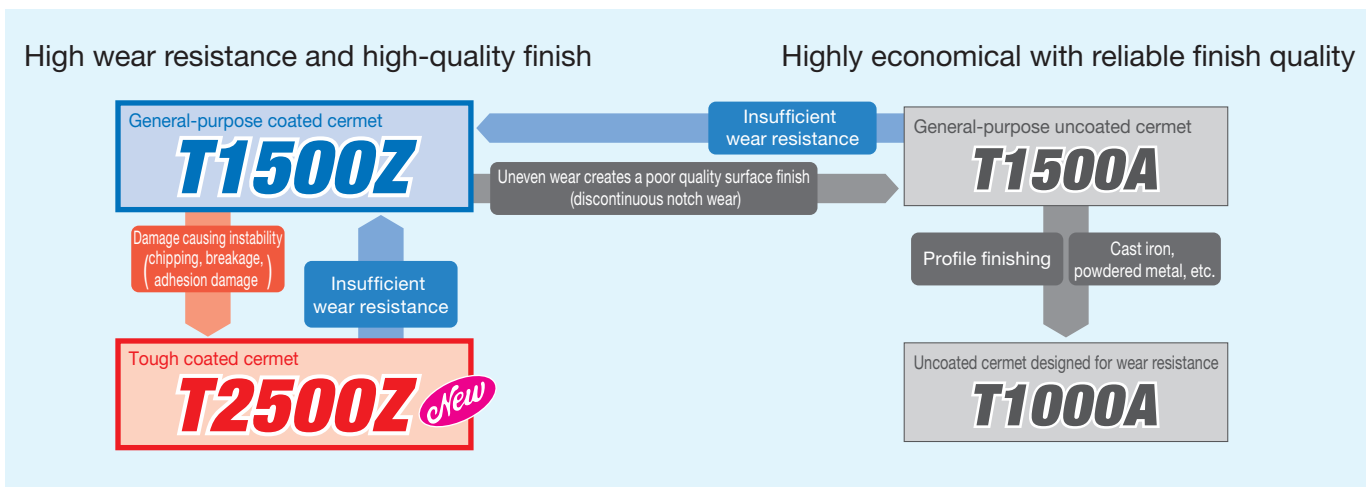 High wear resistance and high-quality finish
Highly economical with reliable finish quality
General-purpose coated cermet
T1500Z
Insufficient
wear resistance
General-purpose uncoated cermet
T1500A
Uneven wear creates a poor quality surface finish
(discontinuous notch wear)
Damage causing instability
(chipping, breakage,
adhesion damage)
Insufficient
wear resistance
Profile finishing
Cast iron,
powdered metal, etc.
Tough coated cermet
T2500Z
New
Uncoated cermet designed for wear resistance
T1000A